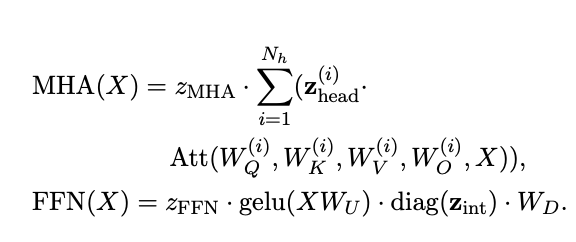 MHA(X) = z_MHA · ∑_{i=1}^{N_h} (𝐳_head^{(i)} ·
Att(W_Q^{(i)}, W_K^{(i)}, W_V^{(i)}, W_O^{(i)}, X)),
FFN(X) = z_FFN · gelu(XW_U) · diag(𝐳_int) · W_D.